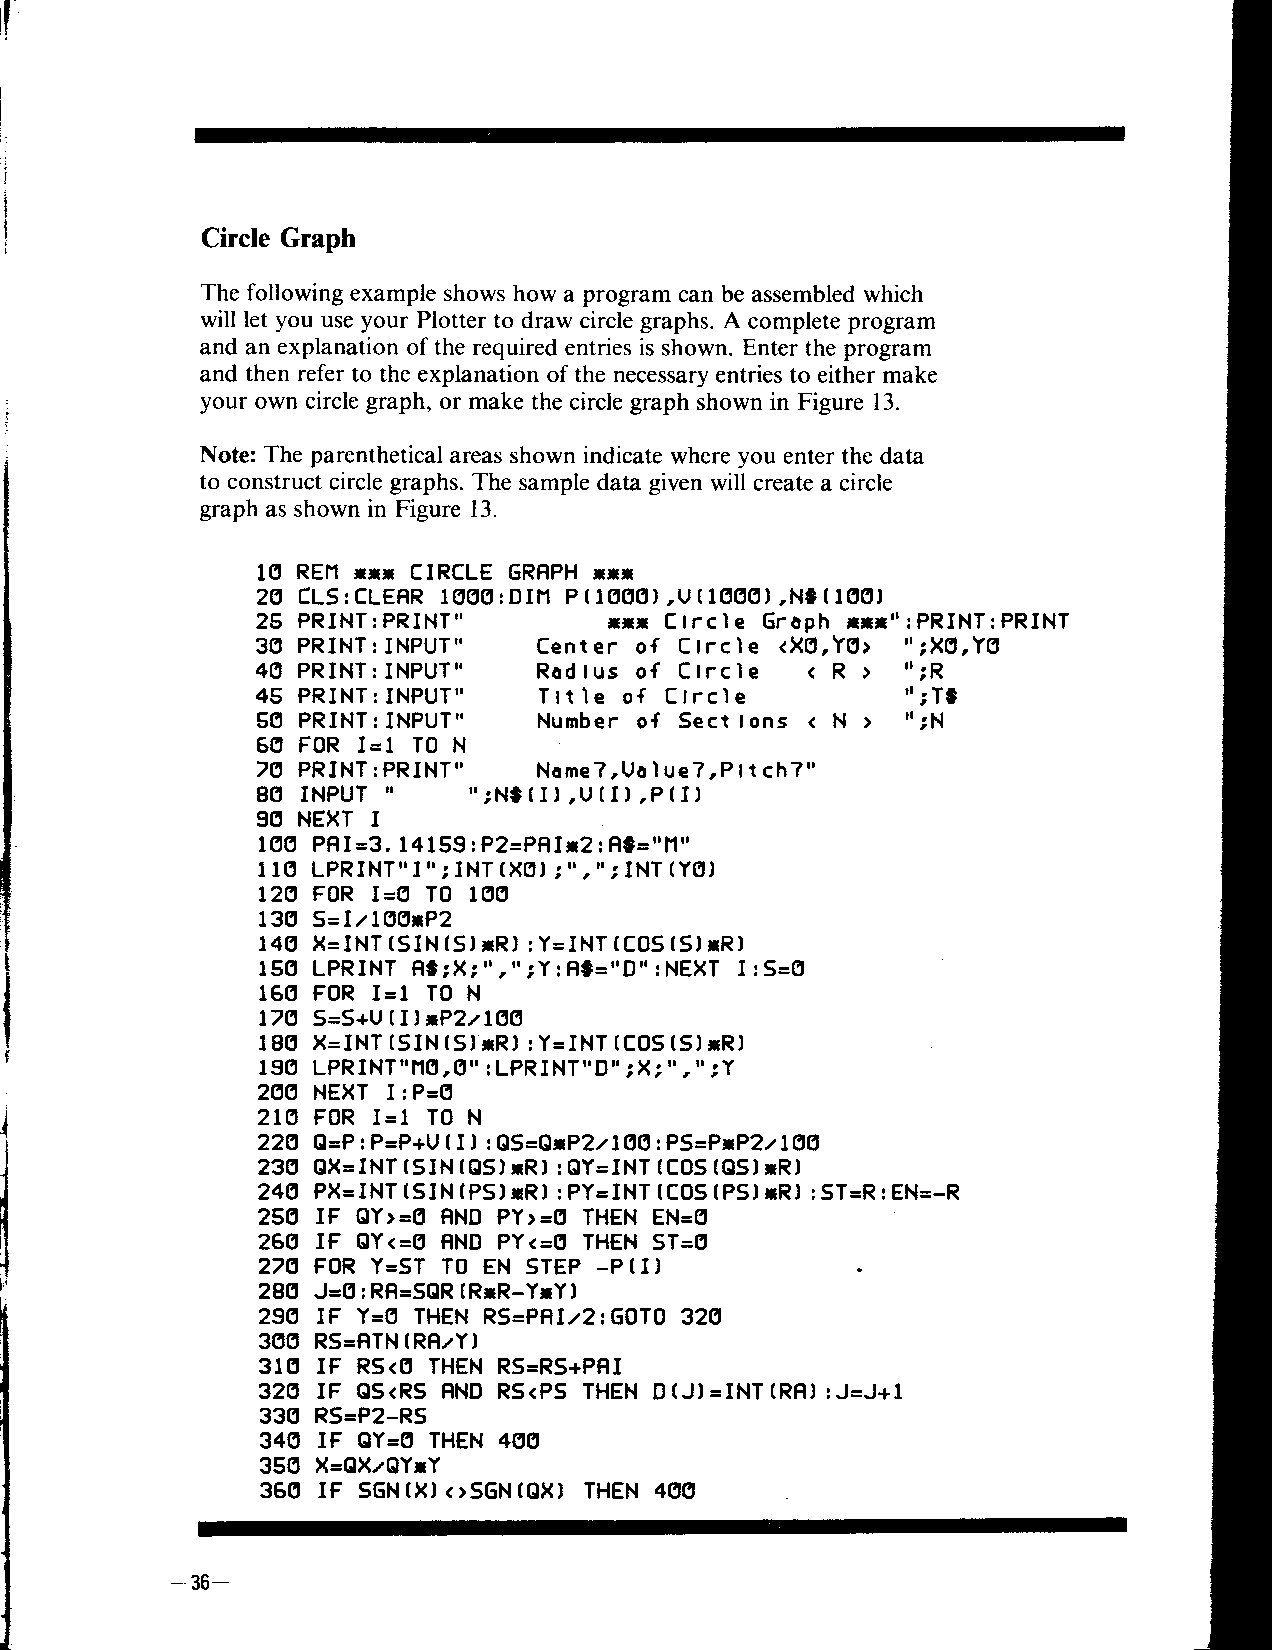 Circle Graph
The following example shows how a program can be assembled which
will let you use your Plotter to draw circle graphs. A complete program
and an explanation of the required entries is shown. Enter the program
and then refer to the explanation of the necessary entries to either make
your own circle graph, or make the circle graph shown in Figure 13.
Note: The parenthetical areas shown indicate where you enter the data
to construct circle graphs. The sample data given will create a circle
graph as shown in Figure 13.
10 REM *** CIRCLE GRAPH ***
20 CLS:CLEAR 1000:DIM P(1000),V(1000),N$(100)
25 PRINT:PRINT"          *** Circle Graph ***":PRINT:PRINT
30 PRINT:INPUT"     Center of Circle <X0,Y0>  ";X0,Y0
40 PRINT:INPUT"     Radius of Circle   < R >  ";R
45 PRINT:INPUT"     Title of Circle           ";T$
50 PRINT:INPUT"     Number of Sections < N >  ";N
60 FOR I=1 TO N
70 PRINT:PRINT"     Name?,Value?,Pitch?"
80 INPUT "     ";N$(I),V(I),P(I)
90 NEXT I
100 PAI=3.14159:P2=PAI*2:A$="M"
110 LPRINT"I";INT(X0);",";INT(Y0)
120 FOR I=0 TO 100
130 S=I/100*P2
140 X=INT(SIN(S)*R):Y=INT(COS(S)*R)
150 LPRINT A$;X;",";Y:A$="D":NEXT I:S=0
160 FOR I=1 TO N
170 S=S+V(I)*P2/100
180 X=INT(SIN(S)*R):Y=INT(COS(S)*R)
190 LPRINT"M0,0":LPRINT"D";X;",";Y
200 NEXT I:P=0
210 FOR I=1 TO N
220 Q=P:P=P+V(I):QS=Q*P2/100:PS=P*P2/100
230 QX=INT(SIN(QS)*R):QY=INT(COS(QS)*R)
240 PX=INT(SIN(PS)*R):PY=INT(COS(PS)*R):ST=R:EN=-R
250 IF QY>=0 AND PY>=0 THEN EN=0
260 IF QY<=0 AND PY<=0 THEN ST=0
270 FOR Y=ST TO EN STEP -P(I)
280 J=0:RA=SQR(R*R-Y*Y)
290 IF Y=0 THEN RS=PAI/2:GOTO 320
300 RS=ATN(RA/Y)
310 IF RS<0 THEN RS=RS+PAI
320 IF QS<RS AND RS<PS THEN D(J)=INT(RA):J=J+1
330 RS=P2-RS
340 IF QY=0 THEN 400
350 X=QX/QY*Y
360 IF SGN(X)<>SGN(QX) THEN 400
—36—